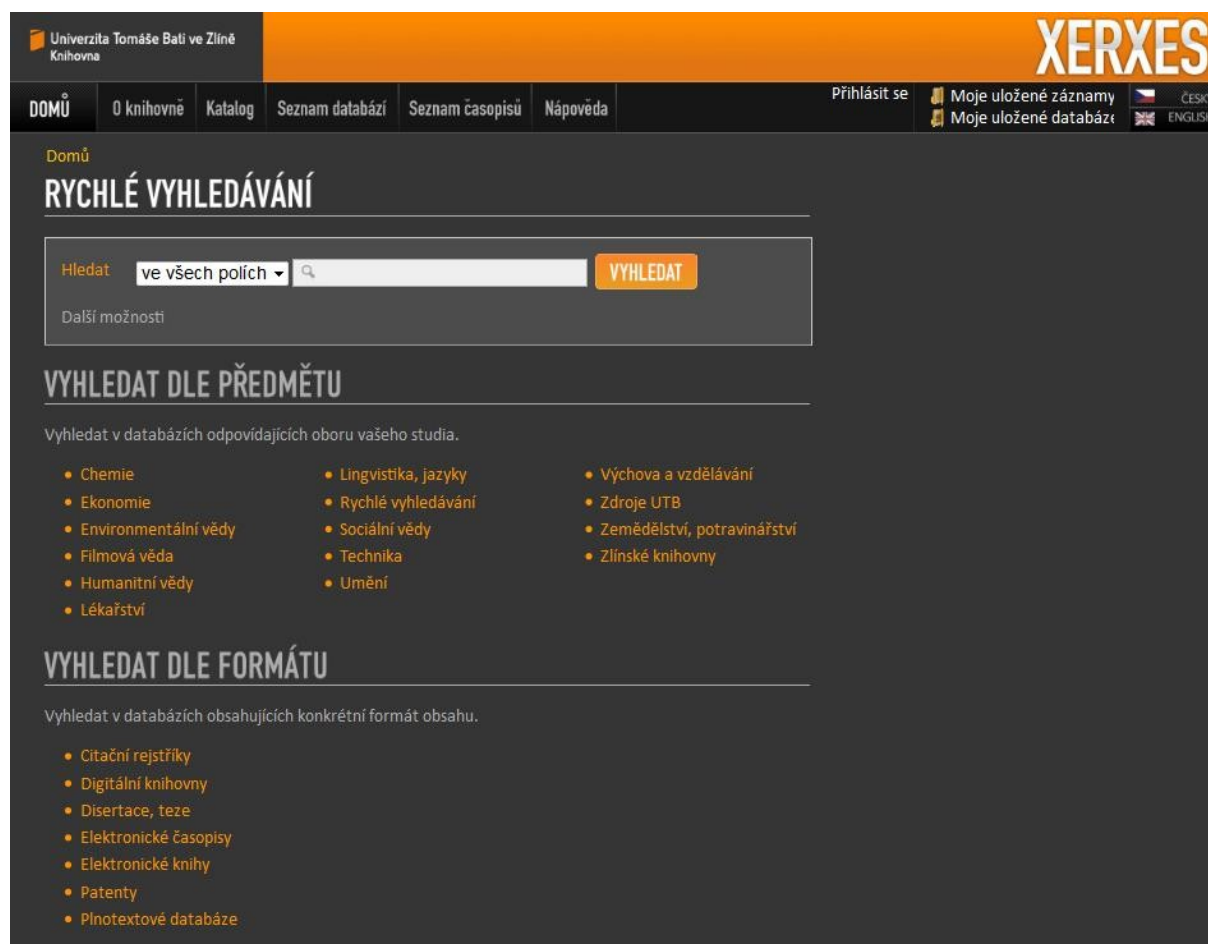 Univerzita Tomáše Bati ve Zlíně
Knihovna
XERXES
DOMŮ O knihovně Katalog Seznam databází Seznam časopisů Nápověda
Přihlásit se
Moje uložené záznamy
Moje uložené databáze
ČESK
ENGLISH
Domů
RYCHLÉ VYHLEDÁVÁNÍ
Hledat ve všech polích VYHLEDAT
Další možnosti
VYHLEDAT DLE PŘEDMĚTU
Vyhledat v databázích odpovídajících oboru vašeho studia.
Chemie
Ekonomie
Environmentální vědy
Filmová věda
Humanitní vědy
Lékařství
Lingvistika, jazyky
Rychlé vyhledávání
Sociální vědy
Technika
Umění
Výchova a vzdělávání
Zdroje UTB
Zemědělství, potravinářství
Zlínské knihovny
VYHLEDAT DLE FORMÁTU
Vyhledat v databázích obsahujících konkrétní formát obsahu.
Citační rejstříky
Digitální knihovny
Disertace, teze
Elektronické časopisy
Elektronické knihy
Patenty
Plnotextové databáze